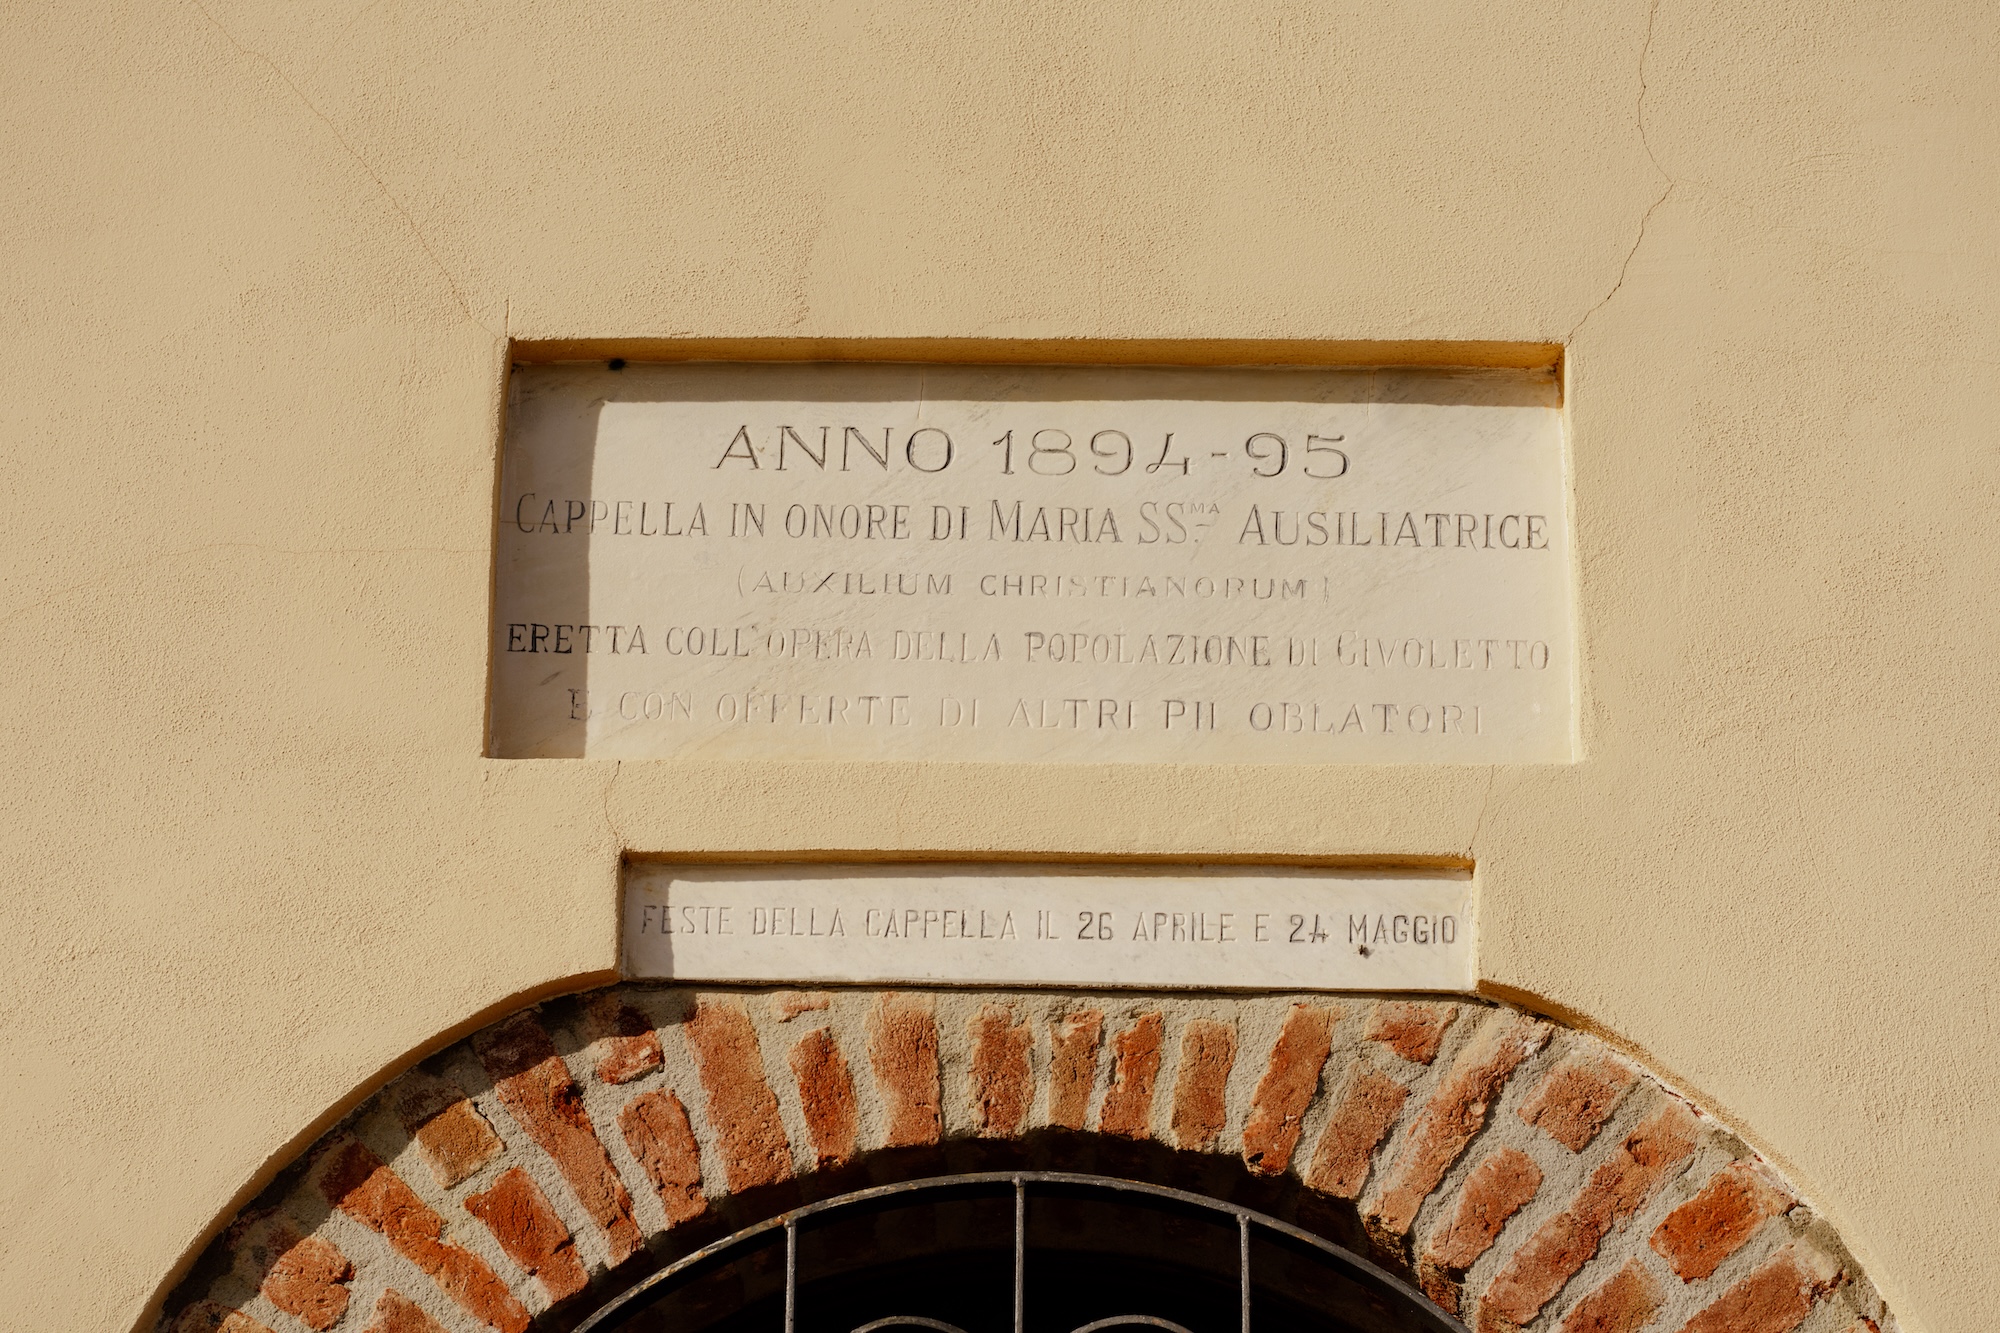 ANNO 1894-95
CAPPELLA IN ONORE DI MARIA SS.MA AUSILIATRICE
(AUXILIUM CHRISTIANORUM)
ERETTA COLL'OPERA DELLA POPOLAZIONE DI GIVOLETTO
E CON OFFERTE DI ALTRI PII OBLATORI
FESTE DELLA CAPPELLA IL 26 APRILE E 24 MAGGIO